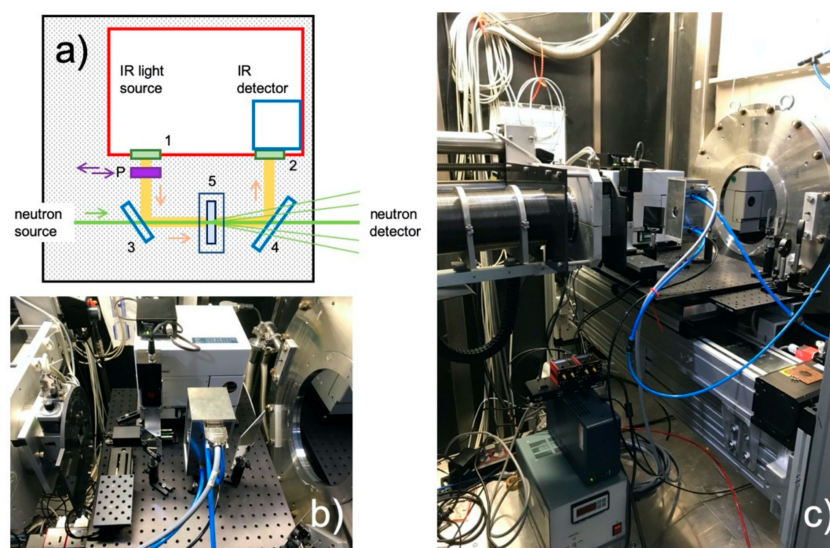 a)
IR light
source
IR
detector
1
2
P
5
neutron
source
neutron
detector
3
4
b)
c)